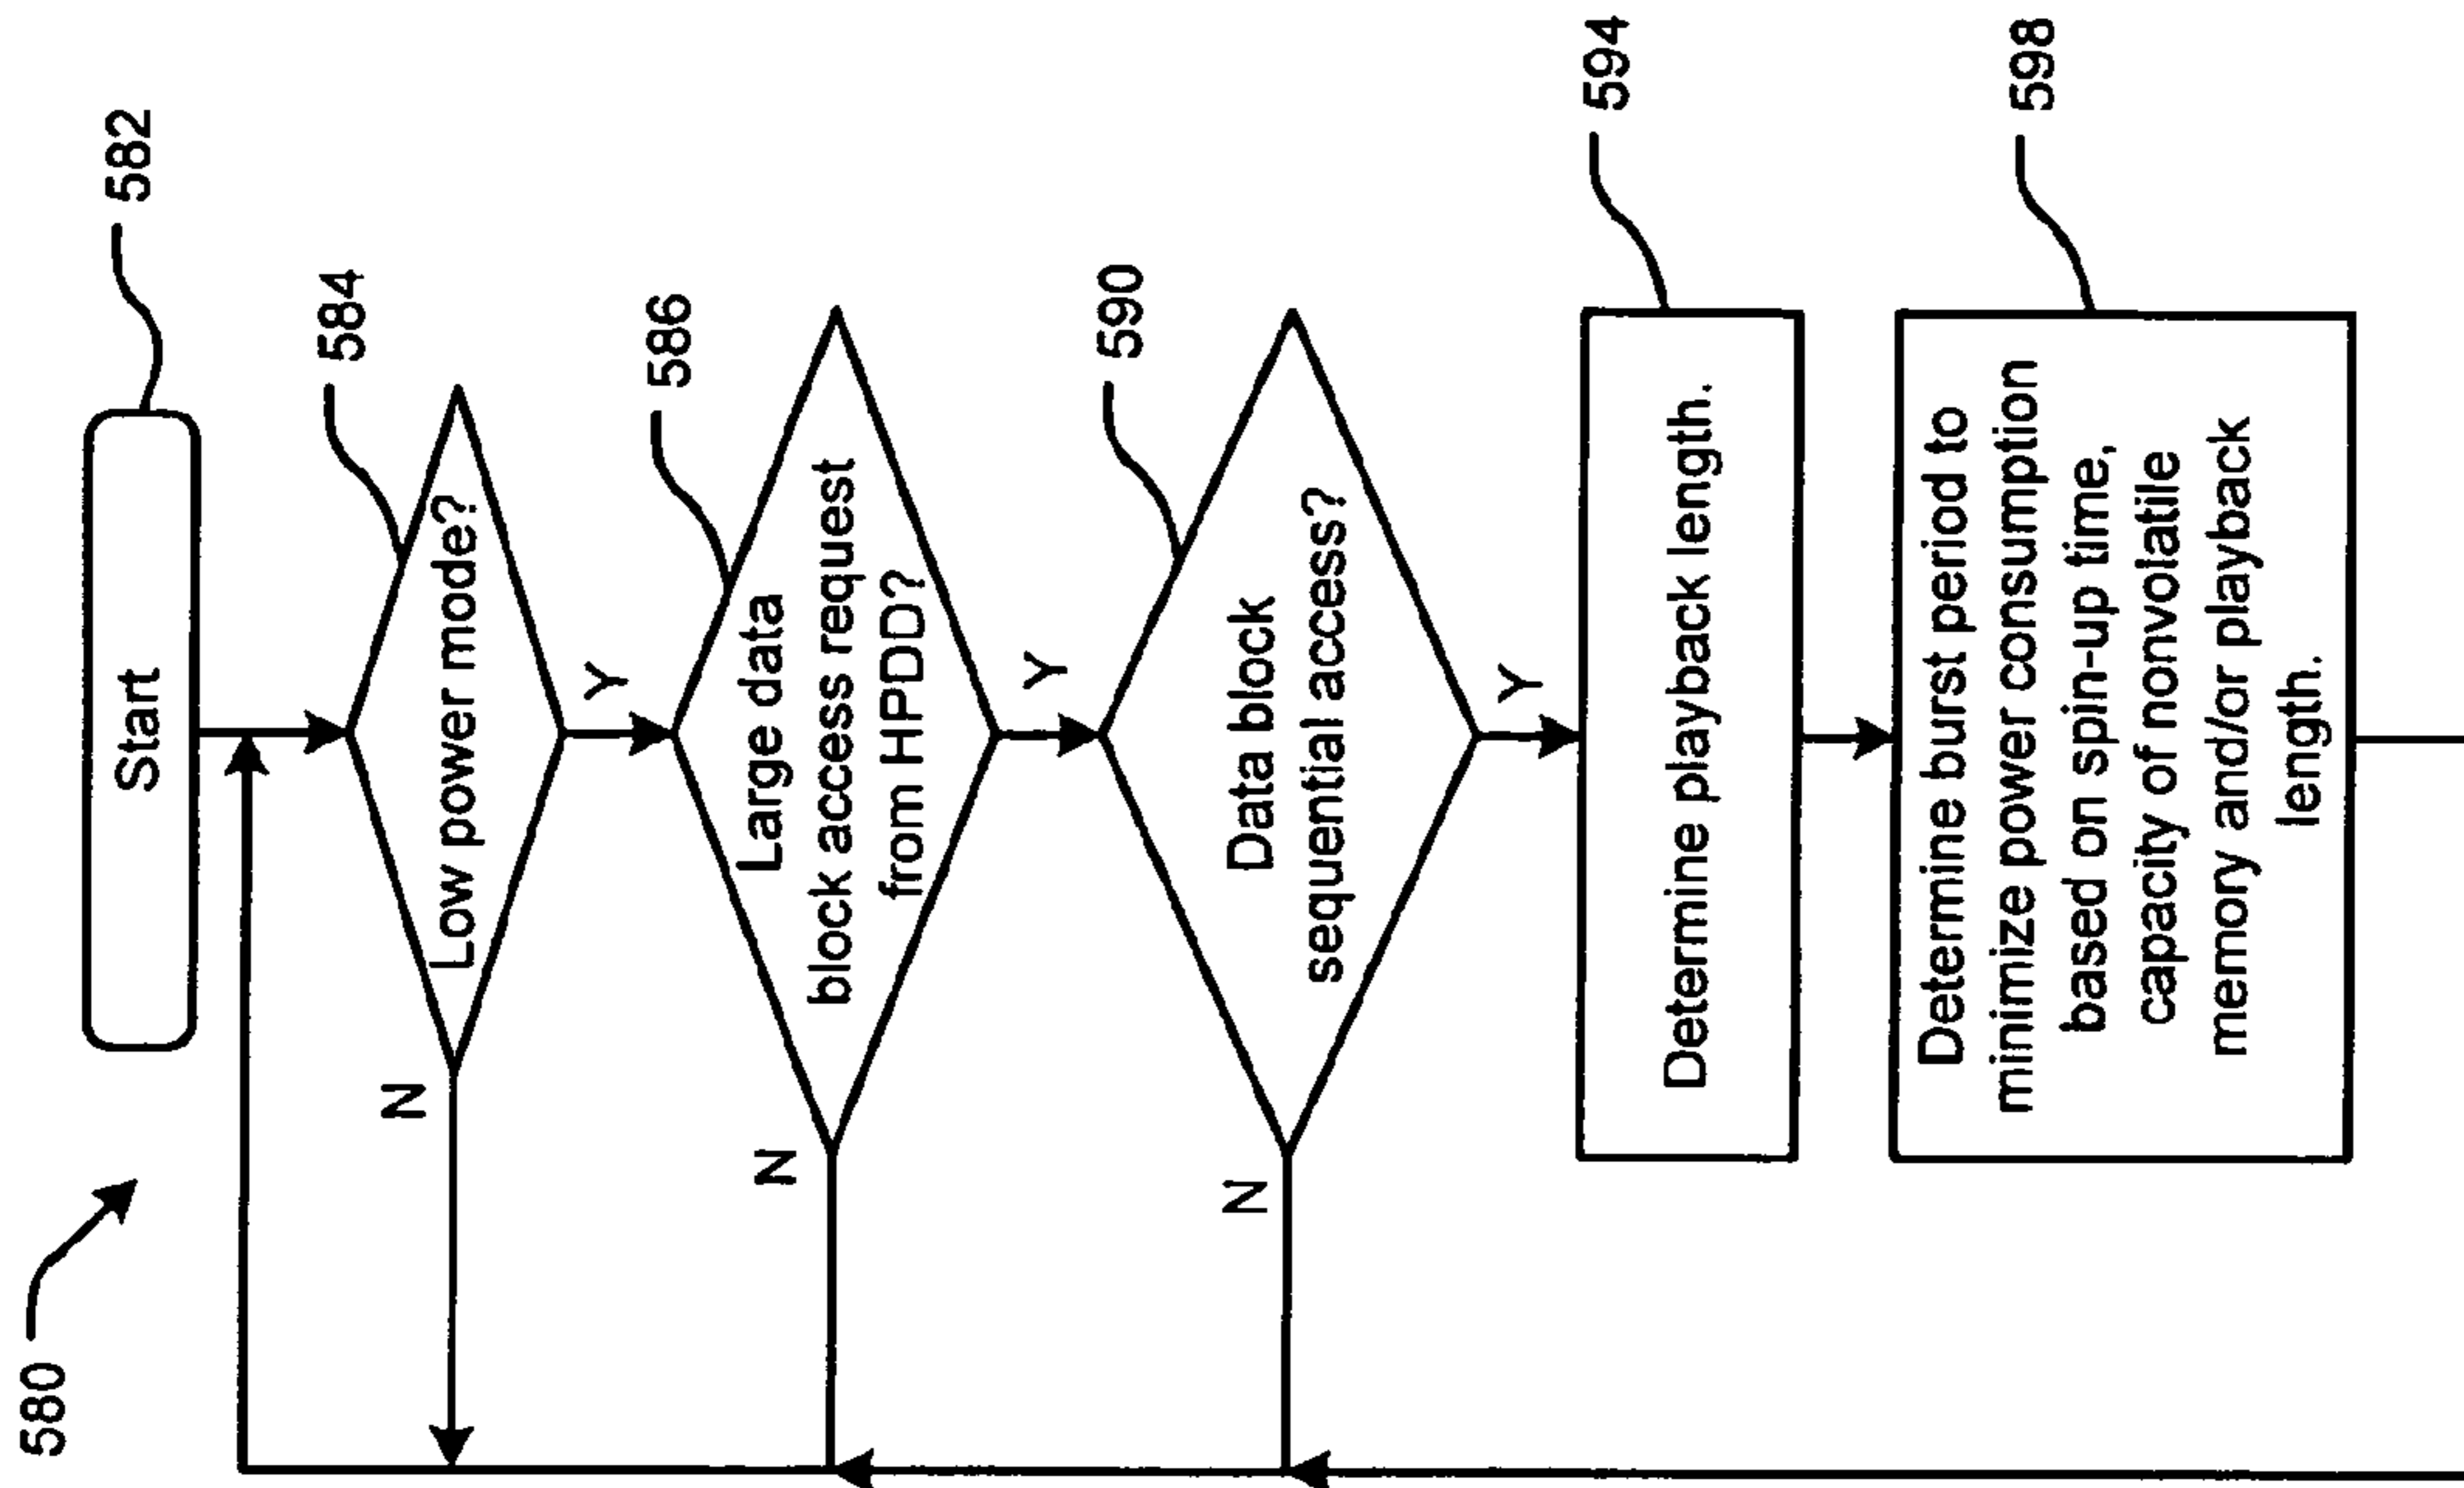 580
Start
582
Low power mode?
584
N
Y
Large data
block access request
from HPDD?
586
N
Y
Data block
sequential access?
590
N
Y
Determine playback length.
594
Determine burst period to
minimize power consumption
based on spin-up time,
capacity of nonvolatile
memory and/or playback
length.
598